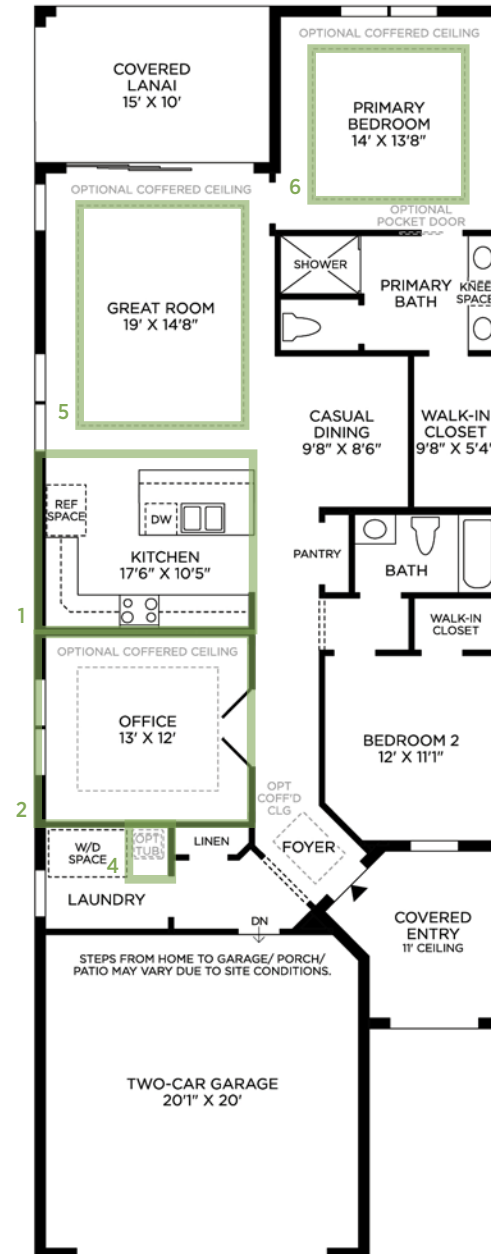 OPTIONAL COFFERED CEILING
COVERED
LANAI
15' X 10'
PRIMARY
BEDROOM
14' X 13'8"
6
OPTIONAL COFFERED CEILING
OPTIONAL
POCKET DOOR
SHOWER
PRIMARY
BATH
KNEE
SPACE
GREAT ROOM
19' X 14'8"
5
CASUAL
DINING
9'8" X 8'6"
WALK-IN
CLOSET
9'8" X 5'4"
REF
SPACE
DW
KITCHEN
17'6" X 10'5"
PANTRY
BATH
1
WALK-IN
CLOSET
OPTIONAL COFFERED CEILING
OFFICE
13' X 12'
BEDROOM 2
12' X 11'1"
2
OPT
COFF'D
CLG
W/D
SPACE
OPT
TUB
4
LINEN
FOYER
LAUNDRY
DN
COVERED
ENTRY
11' CEILING
STEPS FROM HOME TO GARAGE/ PORCH/
PATIO MAY VARY DUE TO SITE CONDITIONS.
TWO-CAR GARAGE
20'1" X 20'